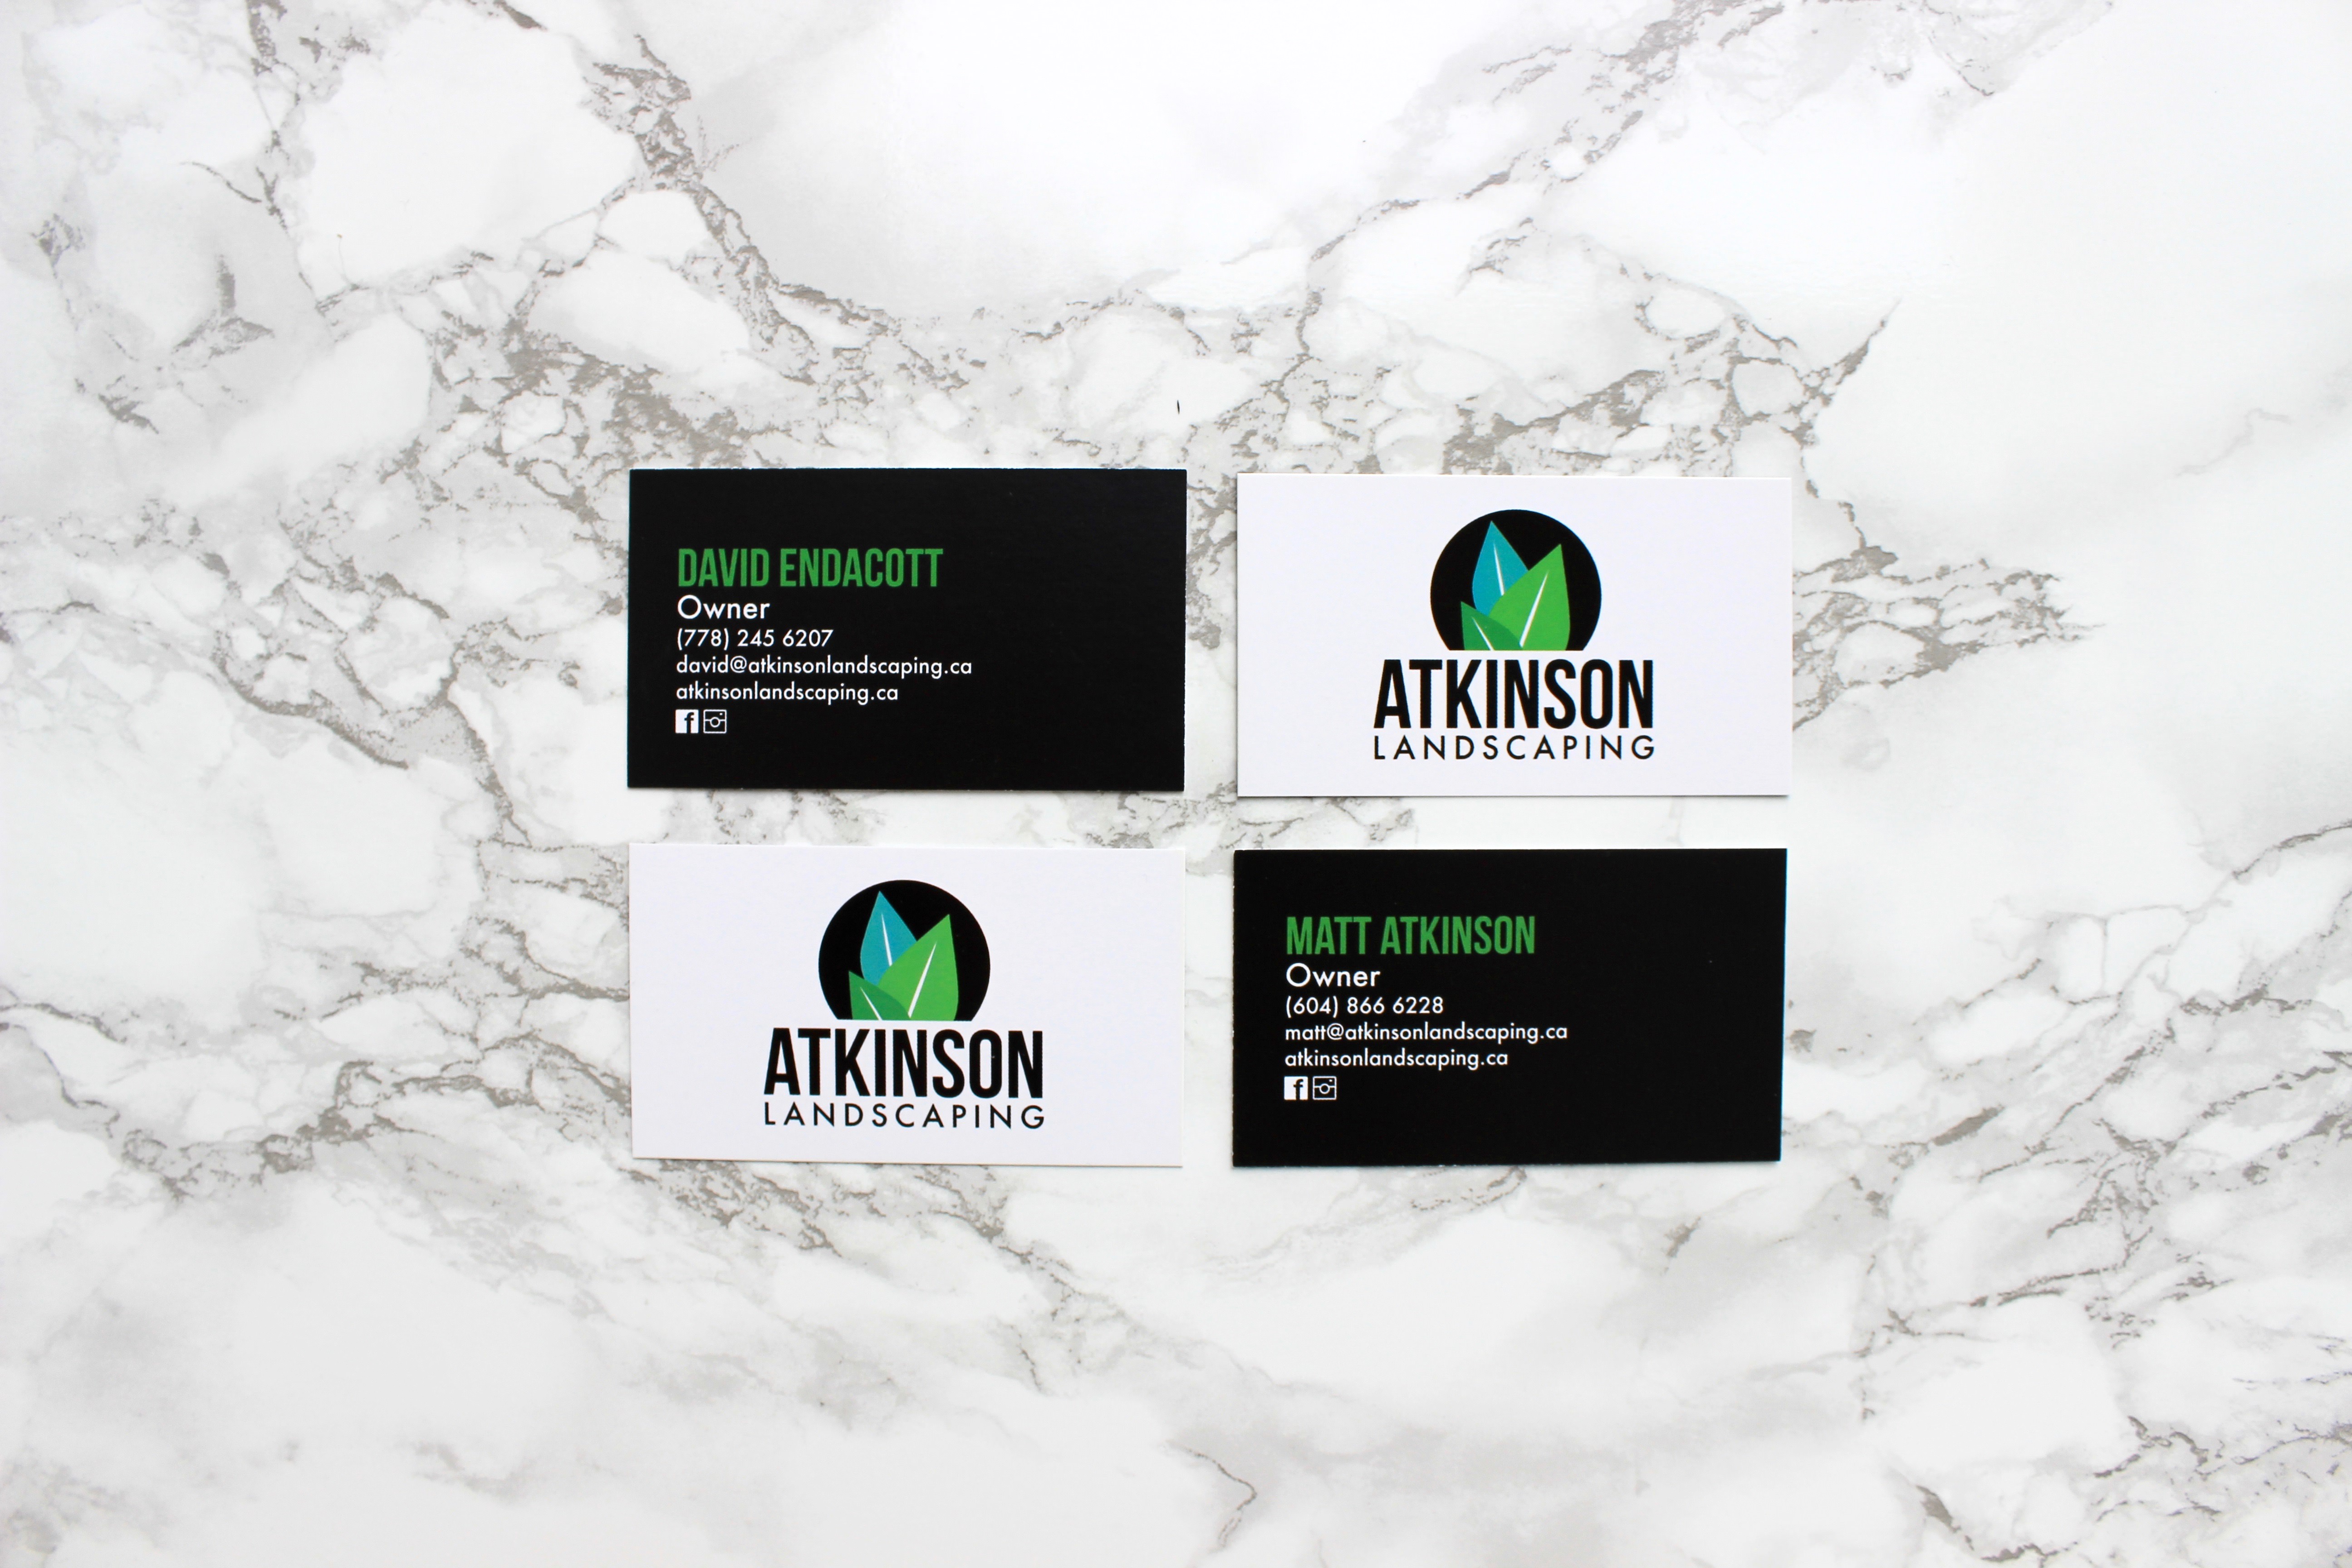 DAVID ENDACOTT
Owner
(778) 245 6207
david@atkinsonlandscaping.ca
atkinsonlandscaping.ca
f
ATKINSON
LANDSCAPING
ATKINSON
LANDSCAPING
MATT ATKINSON
Owner
(604) 866 6228
matt@atkinsonlandscaping.ca
atkinsonlandscaping.ca
f